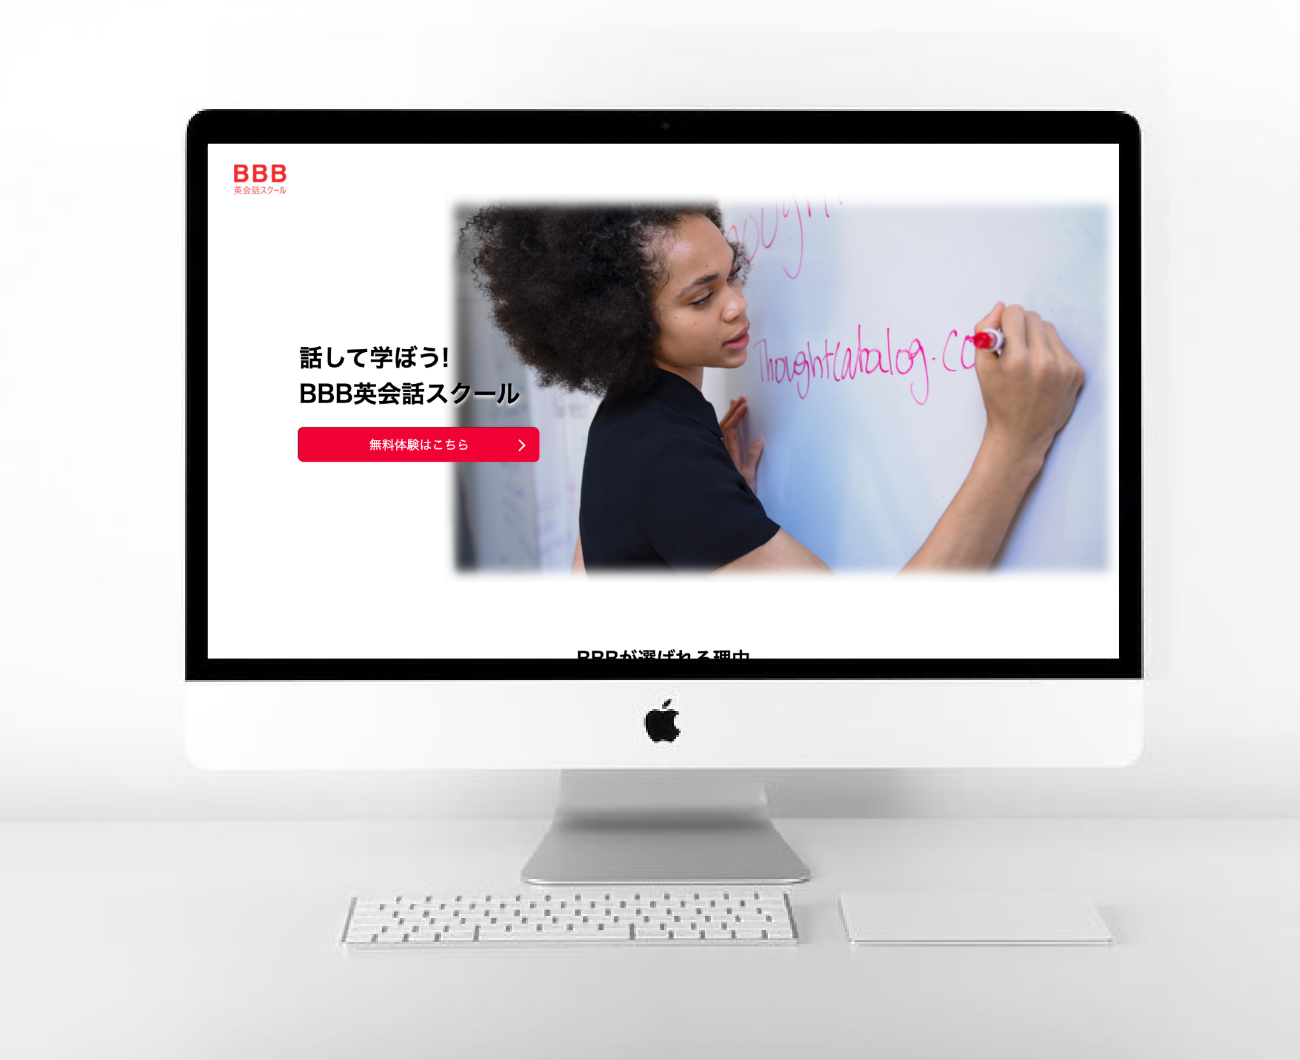 BBB
英会話スクール
話して学ぼう!
BBB英会話スクール
無料体験はこちら
Thoughtcatalog.co
BBBが選ばれる理由